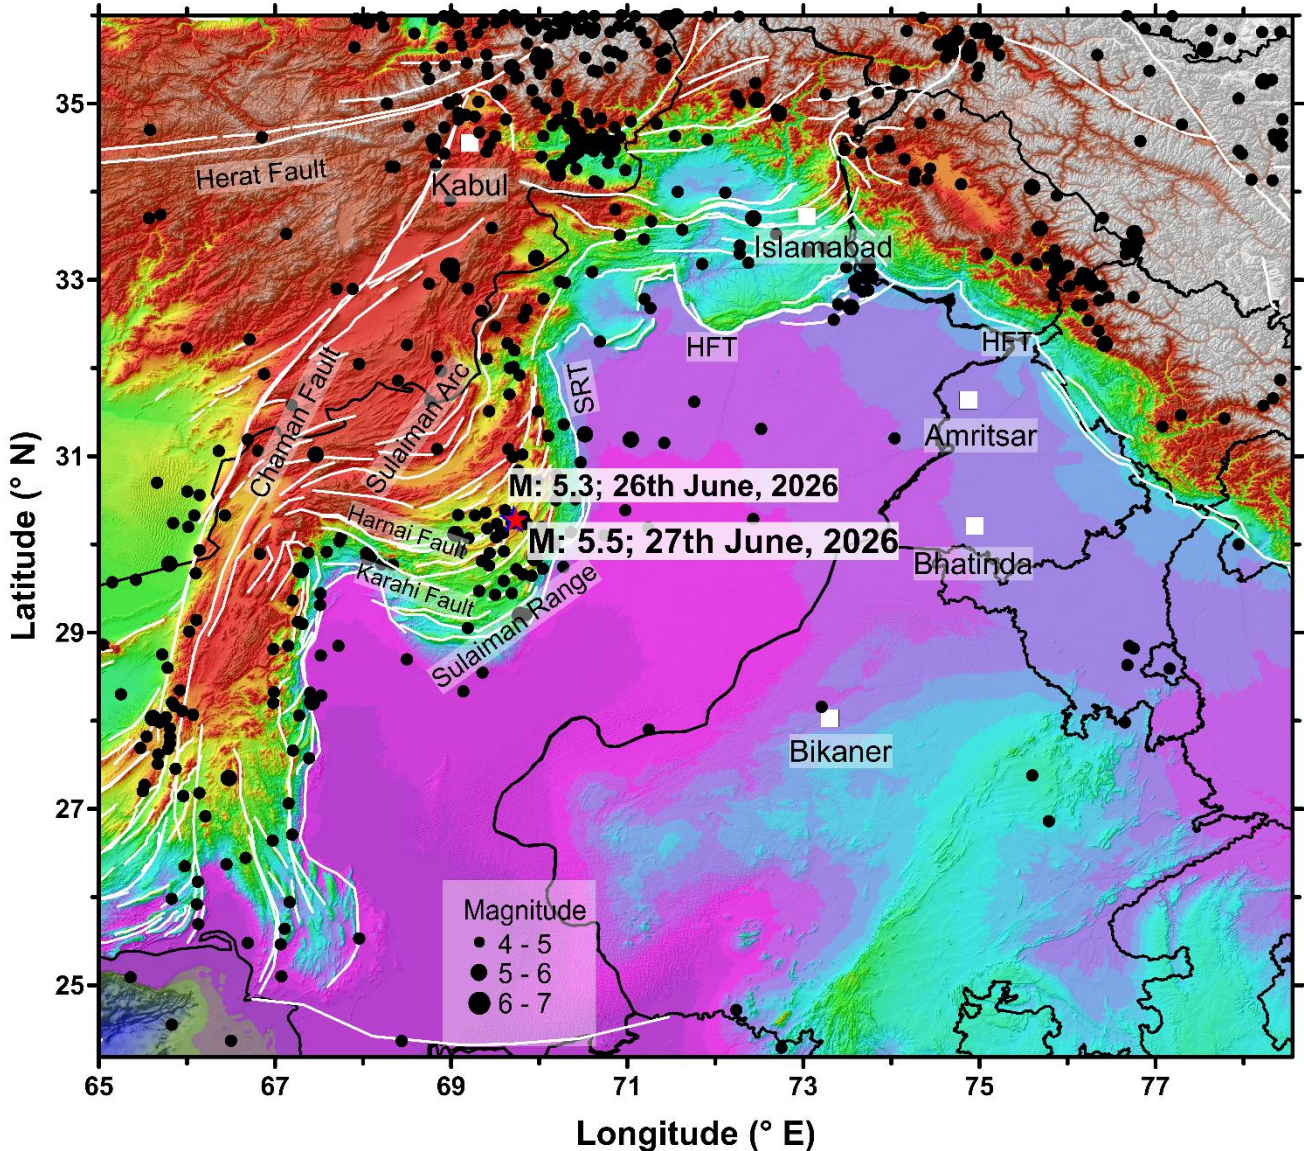 35
33
31
29
27
25
Latitude (° N)
65
67
69
71
73
75
77
Longitude (° E)
Herat Fault
Kabul
Islamabad
HFT
HFT
SRT
Chaman Fault
Sulaiman Arc
Amritsar
M: 5.3; 26th June, 2026
Harnai Fault
M: 5.5; 27th June, 2026
Bhatinda
Karahi Fault
Sulaiman Range
Bikaner
Magnitude
4 - 5
5 - 6
6 - 7